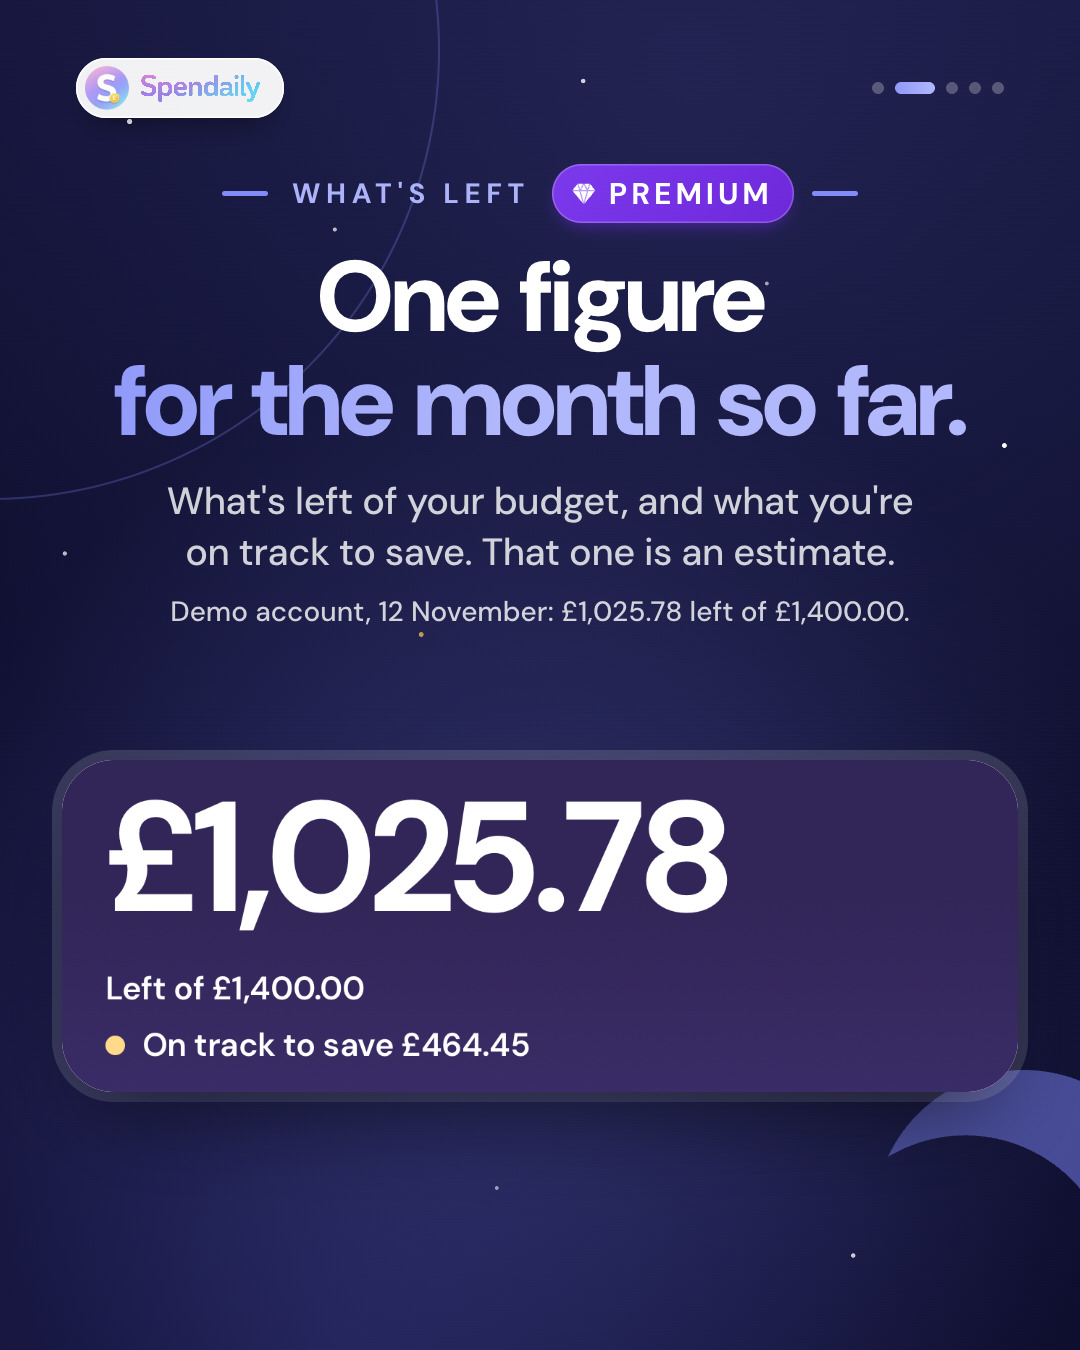 Spendaily
WHAT'S LEFT PREMIUM
One figure
for the month so far.
What's left of your budget, and what you're
on track to save. That one is an estimate.
Demo account, 12 November: £1,025.78 left of £1,400.00.
£1,025.78
Left of £1,400.00
On track to save £464.45